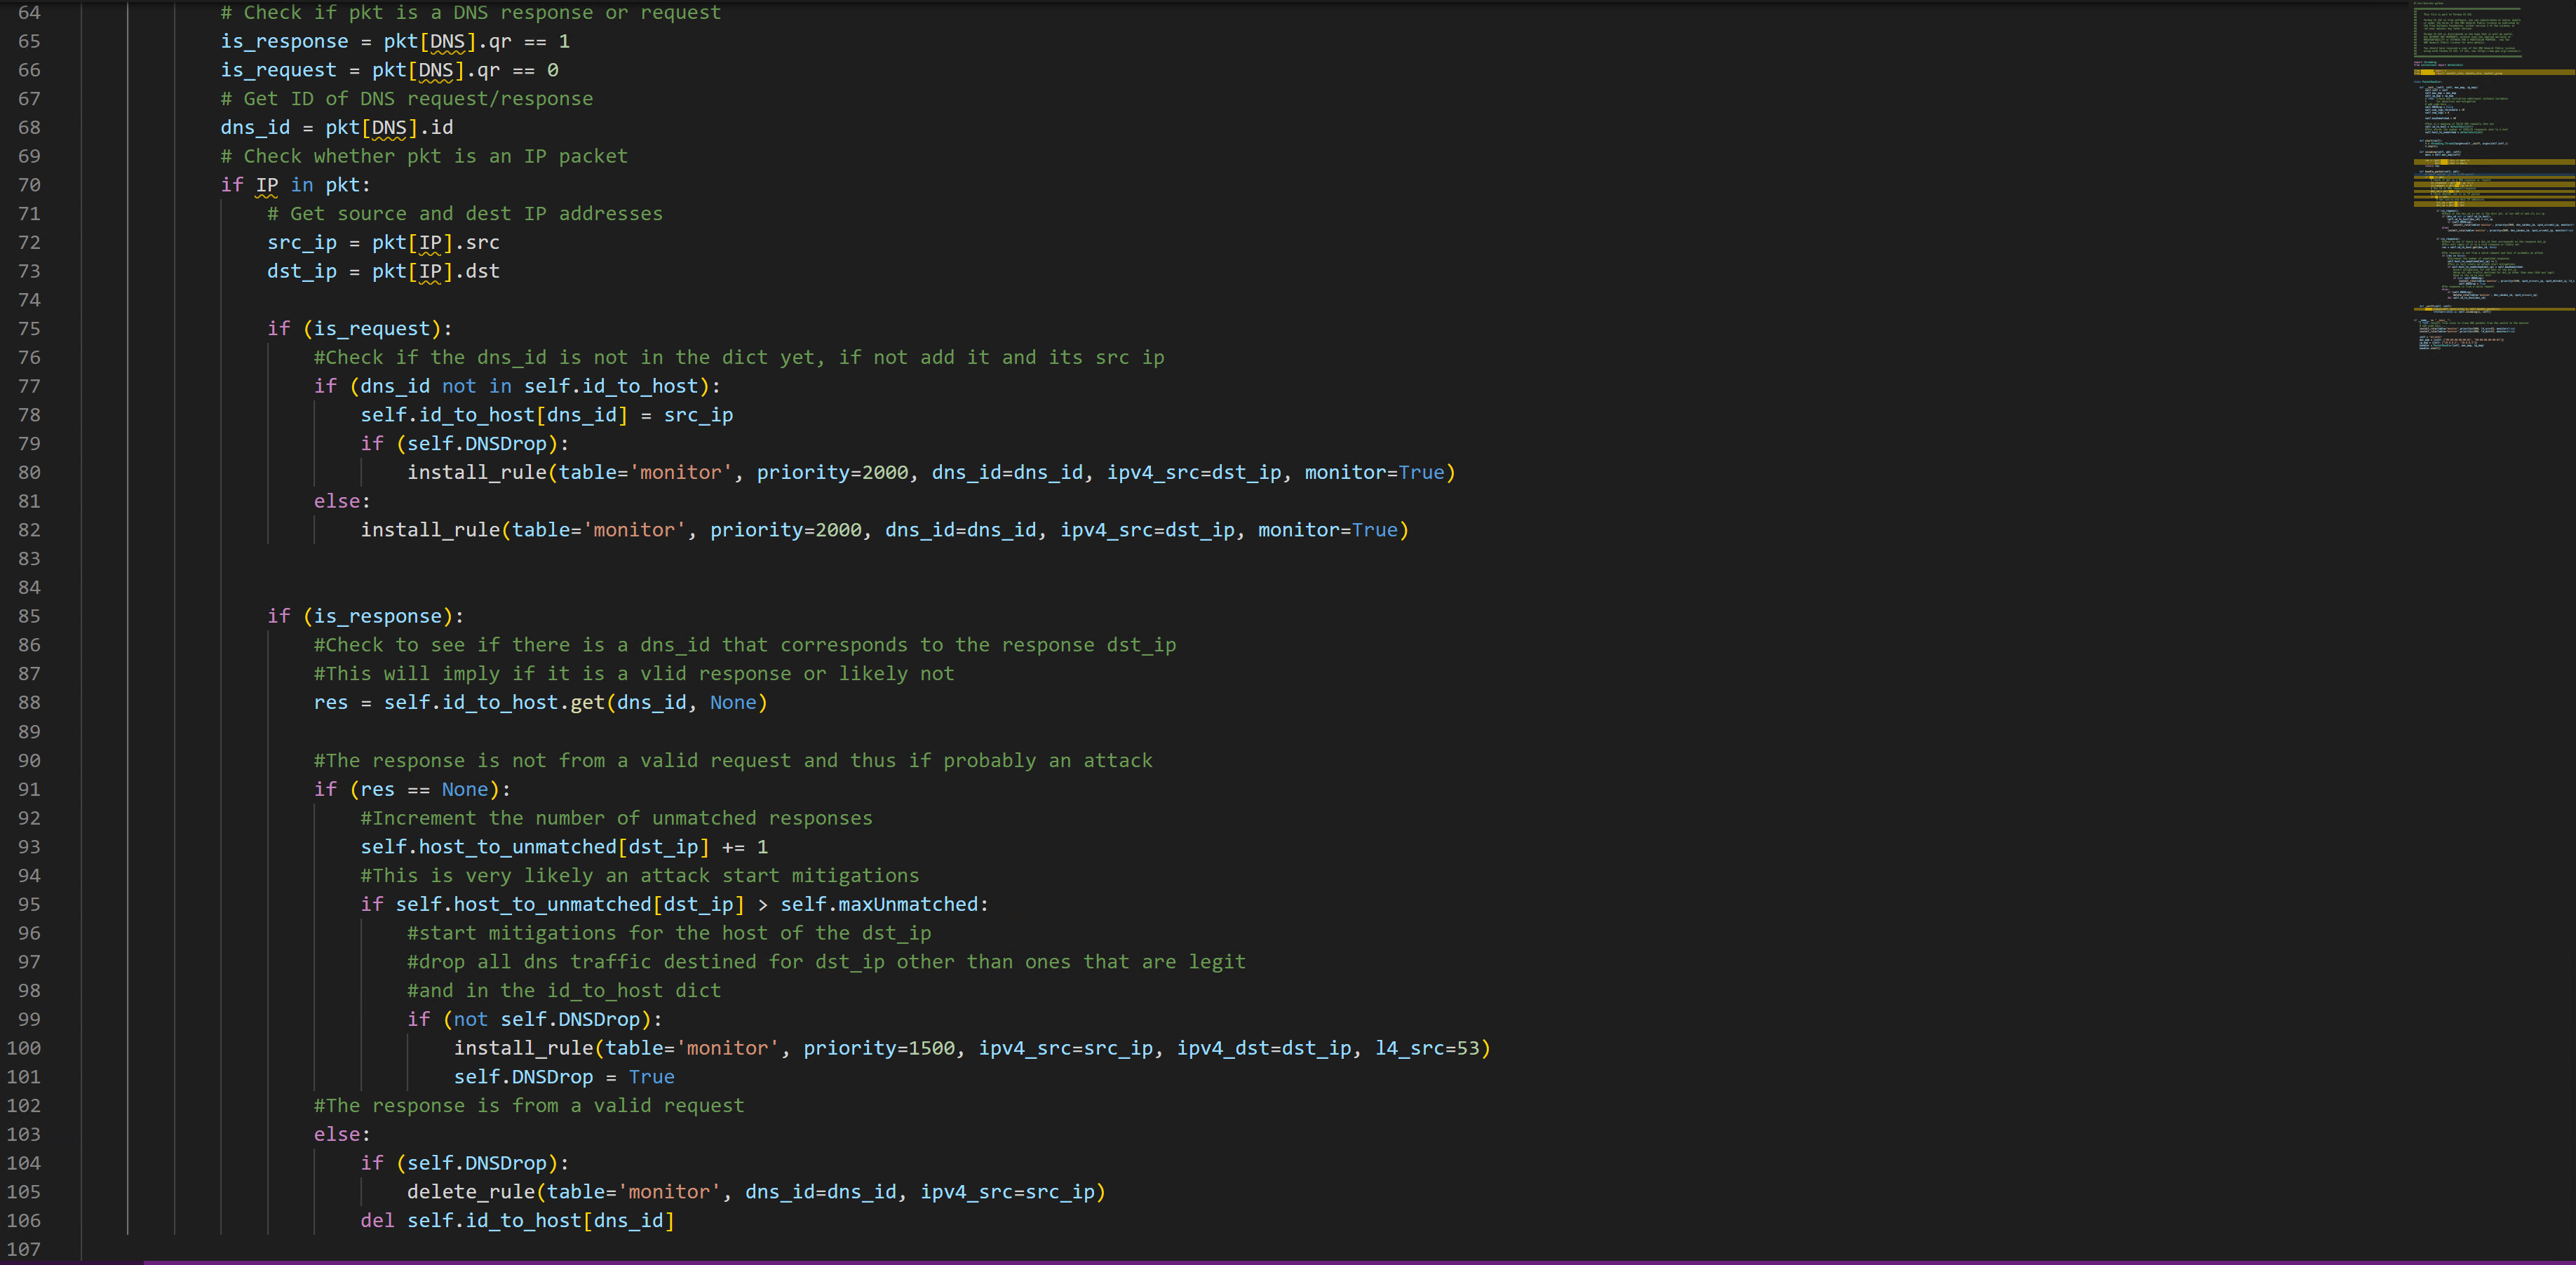 64 # Check if pkt is a DNS response or request
65 is_response = pkt[DNS].qr == 1
66 is_request = pkt[DNS].qr == 0
67 # Get ID of DNS request/response
68 dns_id = pkt[DNS].id
69 # Check whether pkt is an IP packet
70 if IP in pkt:
71 # Get source and dest IP addresses
72 src_ip = pkt[IP].src
73 dst_ip = pkt[IP].dst
74
75 if (is_request):
76 #Check if the dns_id is not in the dict yet, if not add it and its src ip
77 if (dns_id not in self.id_to_host):
78 self.id_to_host[dns_id] = src_ip
79 if (self.DNSDrop):
80 install_rule(table='monitor', priority=2000, dns_id=dns_id, ipv4_src=dst_ip, monitor=True)
81 else:
82 install_rule(table='monitor', priority=2000, dns_id=dns_id, ipv4_src=dst_ip, monitor=True)
83
84
85 if (is_response):
86 #Check to see if there is a dns_id that corresponds to the response dst_ip
87 #This will imply if it is a vlid response or likely not
88 res = self.id_to_host.get(dns_id, None)
89
90 #The response is not from a valid request and thus if probably an attack
91 if (res == None):
92 #Increment the number of unmatched responses
93 self.host_to_unmatched[dst_ip] += 1
94 #This is very likely an attack start mitigations
95 if self.host_to_unmatched[dst_ip] > self.maxUnmatched:
96 #start mitigations for the host of the dst_ip
97 #drop all dns traffic destined for dst_ip other than ones that are legit
98 #and in the id_to_host dict
99 if (not self.DNSDrop):
100 install_rule(table='monitor', priority=1500, ipv4_src=src_ip, ipv4_dst=dst_ip, l4_src=53)
101 self.DNSDrop = True
102 #The response is from a valid request
103 else:
104 if (self.DNSDrop):
105 delete_rule(table='monitor', dns_id=dns_id, ipv4_src=src_ip)
106 del self.id_to_host[dns_id]
107